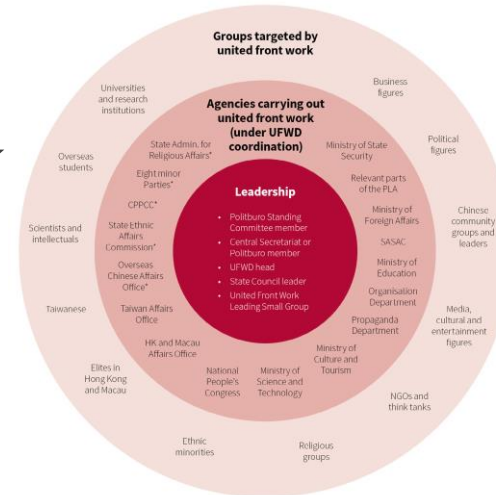 Groups targeted by
united front work
Universities
and research
institutions
Business
figures
Overseas
students
Political
figures
Scientists and
intellectuals
Chinese
community
groups and
leaders
Taiwanese
Media,
cultural and
entertainment
figures
Elites in
Hong Kong
and Macau
NGOs and
think tanks
Ethnic
minorities
Religious
groups
Agencies carrying out
united front work
(under UFWD
coordination)
State Admin. for
Religious Affairs*
Ministry of State
Security
Eight minor
Parties*
Relevant parts
of the PLA
CPPCC*
Ministry of
Foreign Affairs
State Ethnic
Affairs
Commission*
SASAC
Overseas
Chinese Affairs
Office*
Ministry of
Education
Taiwan Affairs
Office
Organisation
Department
HK and Macau
Affairs Office
Propaganda
Department
National
People's
Congress
Ministry of
Science and
Technology
Ministry of
Culture and
Tourism
Leadership
• Politburo Standing
Committee member
• Central Secretariat or
Politburo member
• UFWD head
• State Council leader
• United Front Work
Leading Small Group